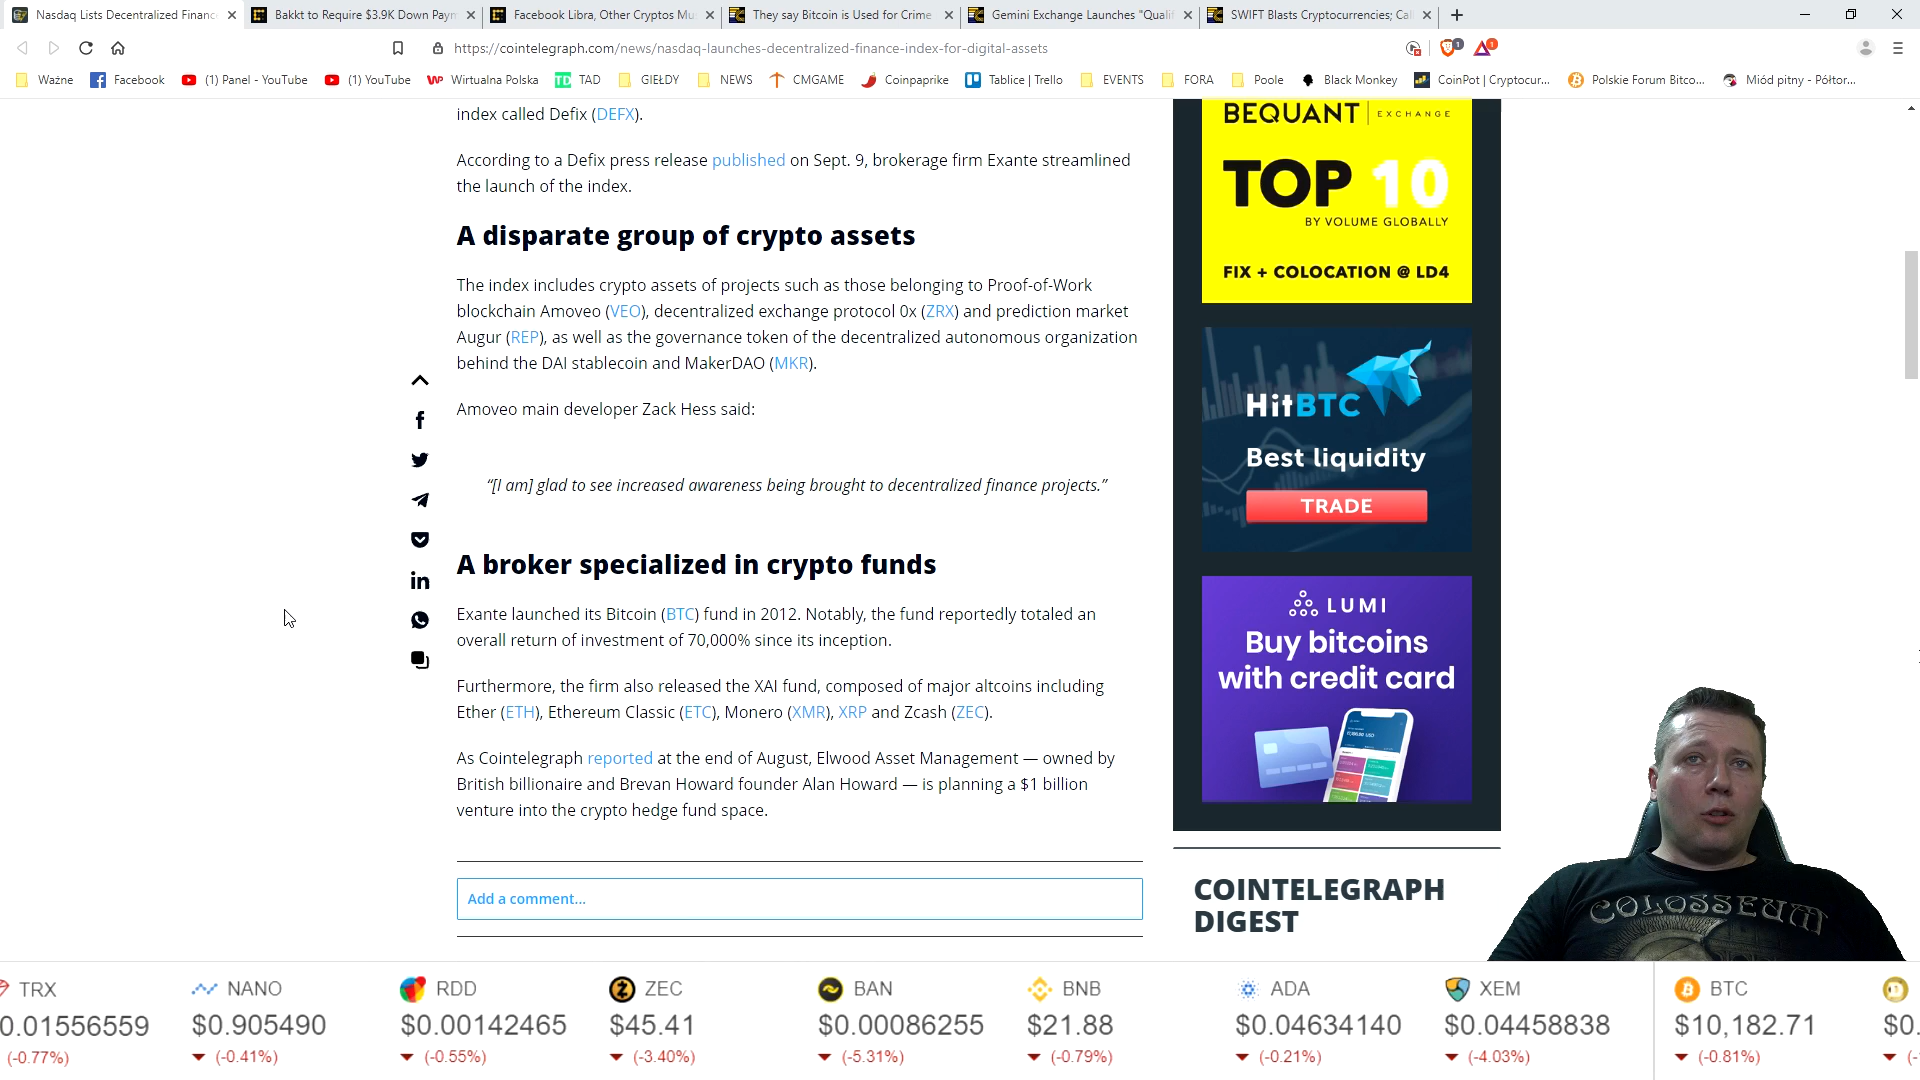 Nasdaq Lists Decentralized Financ
Bakkt to Require $3.9K Down Paym
Facebook Libra, Other Cryptos Mu
They say Bitcoin is Used for Crime
Gemini Exchange Launches "Quali
SWIFT Blasts Cryptocurrencies; Cal
https://cointelegraph.com/news/nasdaq-launches-decentralized-finance-index-for-digital-assets
Ważne
Facebook
(1) Panel - YouTube
(1) YouTube
WP Wirtualna Polska
TD TAD
GIEŁDY
NEWS
CMGAME
Coinpaprike
Tablice | Trello
EVENTS
FORA
Poole
Black Monkey
CoinPot | Cryptocur...
Polskie Forum Bitco...
Miód pitny - Półtor...
index called Defix (DEFX).
According to a Defix press release published on Sept. 9, brokerage firm Exante streamlined
the launch of the index.
A disparate group of crypto assets
The index includes crypto assets of projects such as those belonging to Proof-of-Work
blockchain Amoveo (VEO), decentralized exchange protocol 0x (ZRX) and prediction market
Augur (REP), as well as the governance token of the decentralized autonomous organization
behind the DAI stablecoin and MakerDAO (MKR).
Amoveo main developer Zack Hess said:
“[I am] glad to see increased awareness being brought to decentralized finance projects.”
A broker specialized in crypto funds
Exante launched its Bitcoin (BTC) fund in 2012. Notably, the fund reportedly totaled an
overall return of investment of 70,000% since its inception.
Furthermore, the firm also released the XAI fund, composed of major altcoins including
Ether (ETH), Ethereum Classic (ETC), Monero (XMR), XRP and Zcash (ZEC).
As Cointelegraph reported at the end of August, Elwood Asset Management — owned by
British billionaire and Brevan Howard founder Alan Howard — is planning a $1 billion
venture into the crypto hedge fund space.
Add a comment...
BEQUANT | EXCHANGE
TOP 10
BY VOLUME GLOBALLY
FIX + COLOCATION @ LD4
HitBTC
Best liquidity
TRADE
LUMI
Buy bitcoins
with credit card
COINTELEGRAPH
DIGEST
COLOSSEUM
TRX
0.01556559
(-0.77%)
NANO
$0.905490
(-0.41%)
RDD
$0.00142465
(-0.55%)
ZEC
$45.41
(-3.40%)
BAN
$0.00086255
(-5.31%)
BNB
$21.88
(-0.79%)
ADA
$0.04634140
(-0.21%)
XEM
$0.04458838
(-4.03%)
BTC
$10,182.71
(-0.81%)
$0.